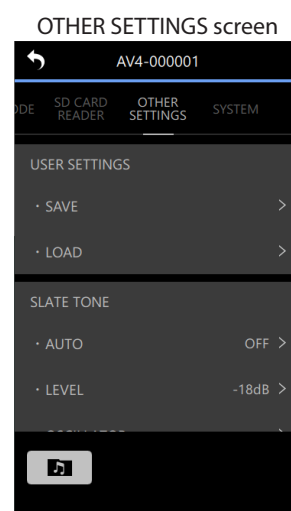 OTHER SETTINGS screen
AV4-000001
DE
SD CARD
READER
OTHER
SETTINGS
SYSTEM
USER SETTINGS
・SAVE >
・LOAD >
SLATE TONE
・AUTO OFF >
・LEVEL -18dB >